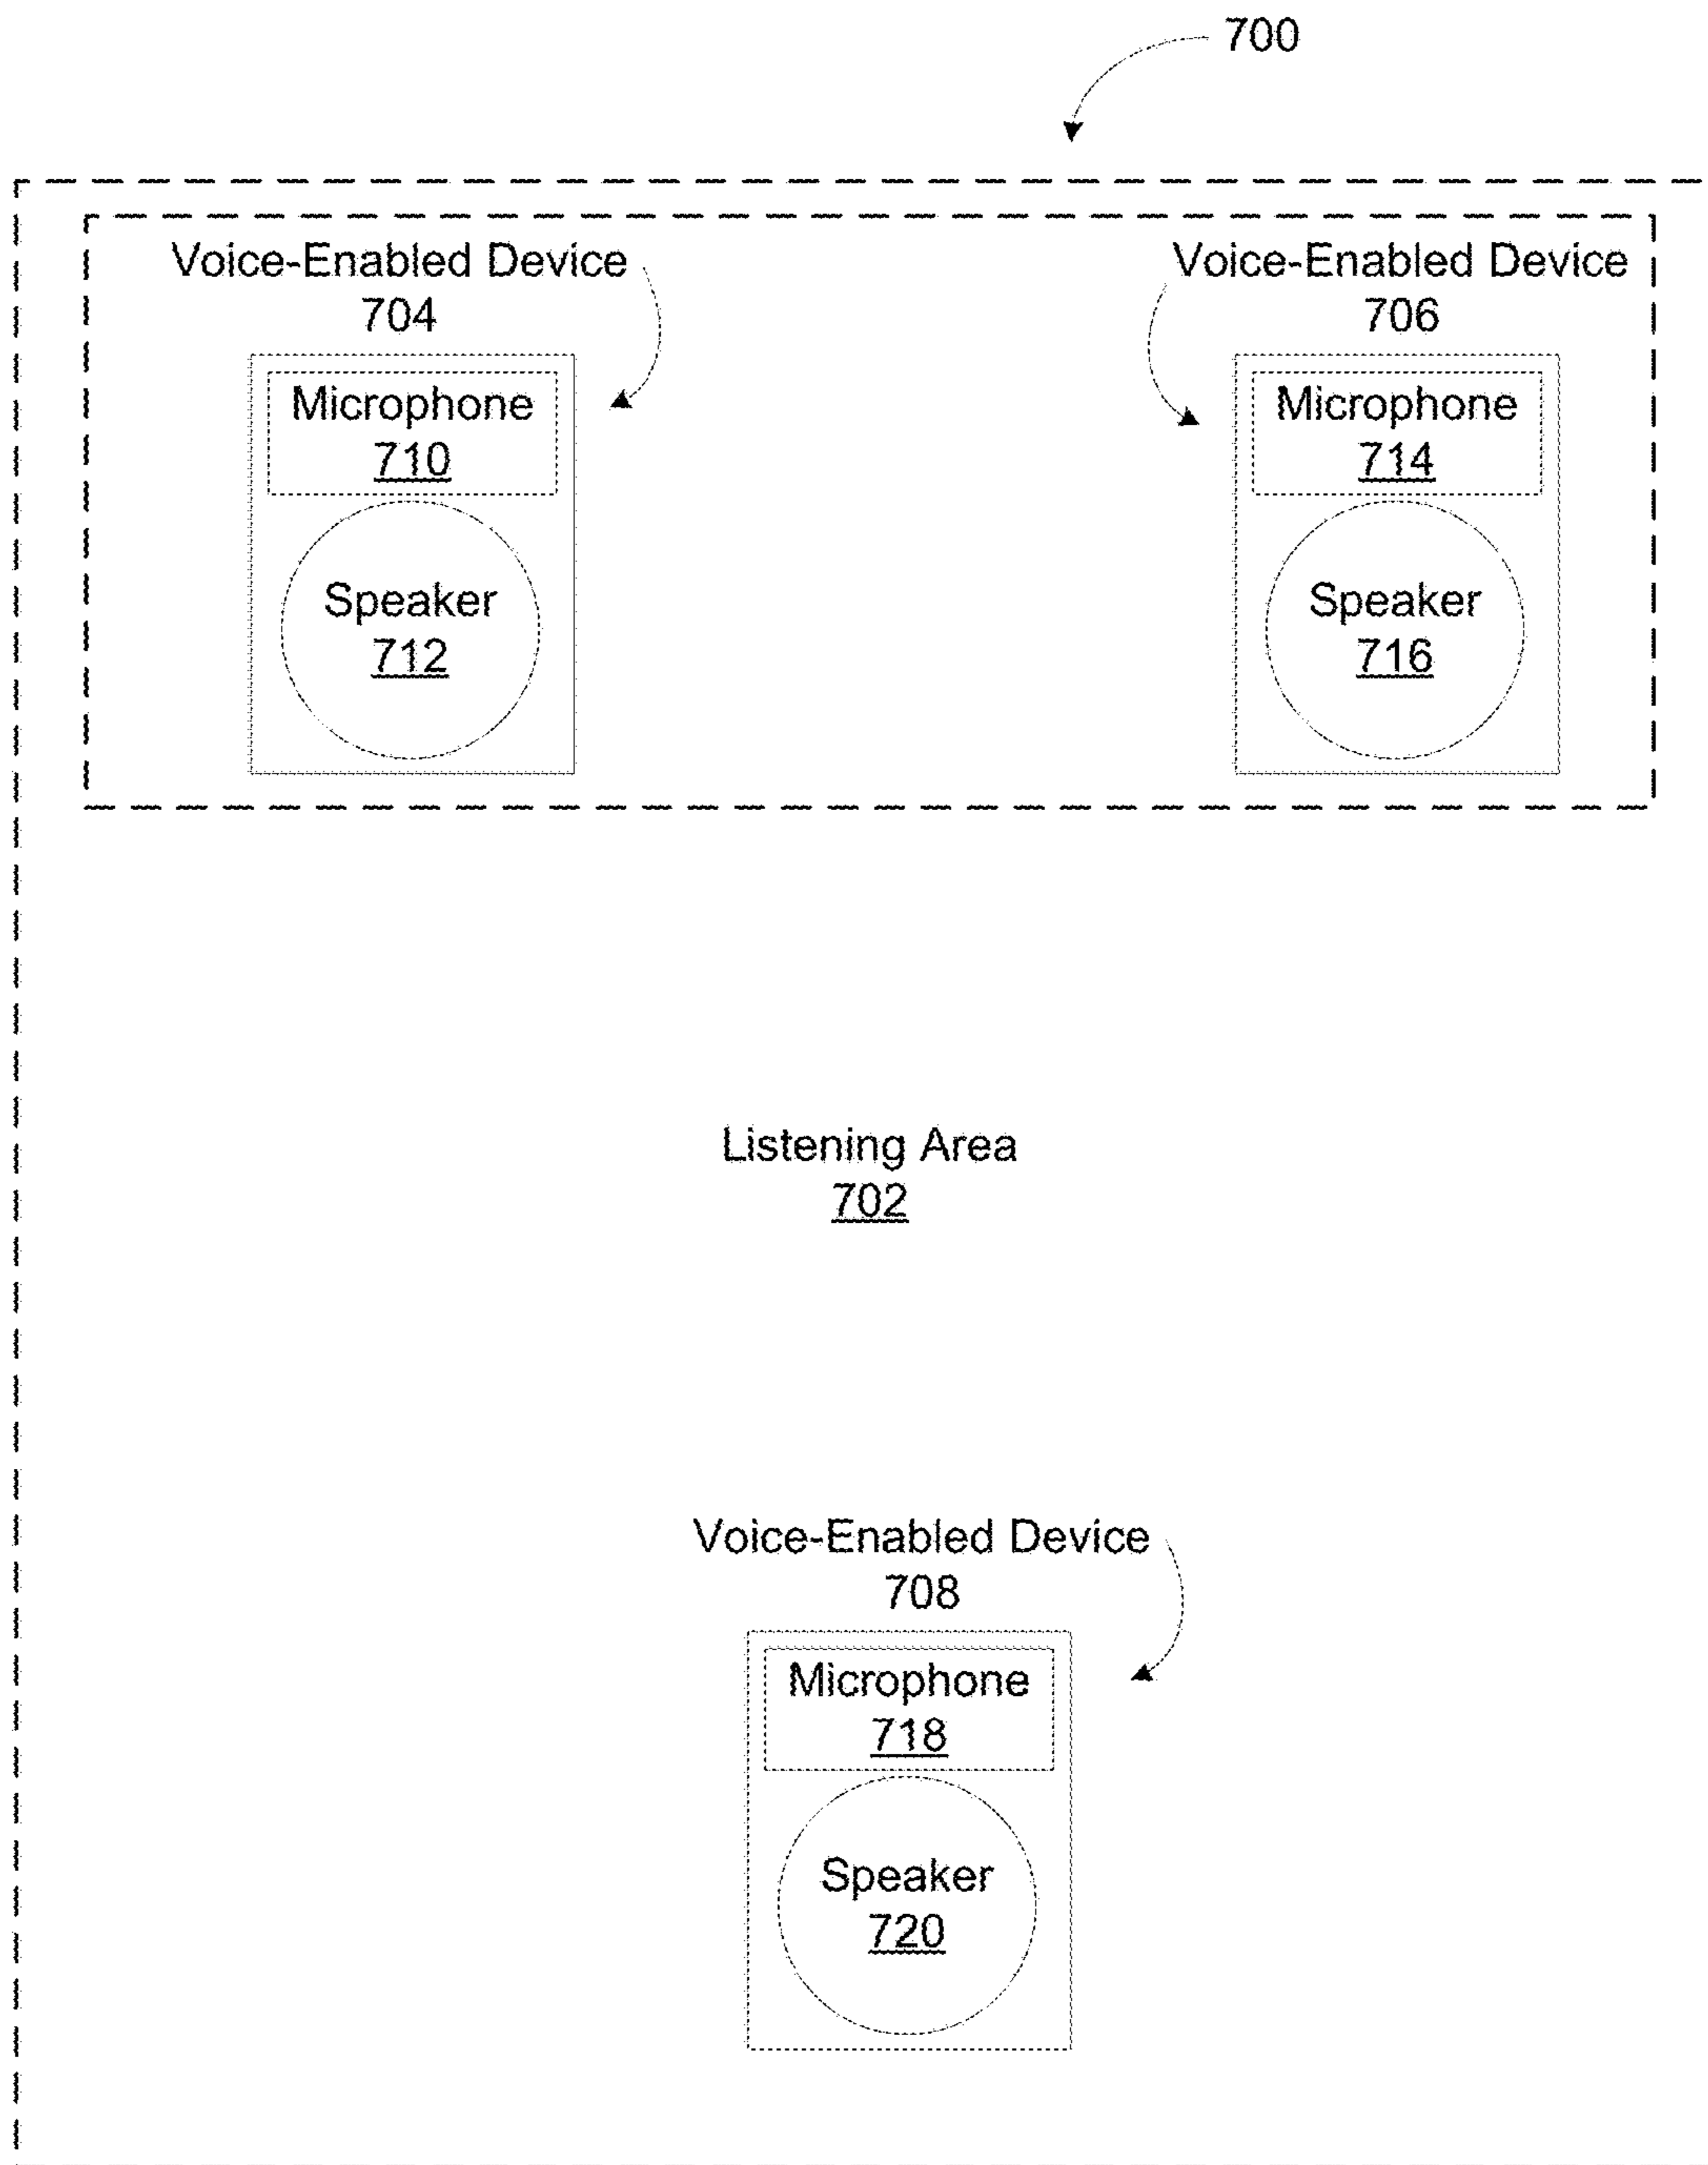 700
Voice-Enabled Device
704
Microphone
710
Speaker
712
Voice-Enabled Device
706
Microphone
714
Speaker
716
Listening Area
702
Voice-Enabled Device
708
Microphone
718
Speaker
720